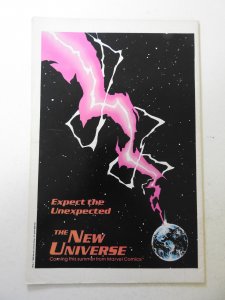 Expect the
Unexpected
THE
NEW
UNIVERSE
Coming this summer from Marvel Comics